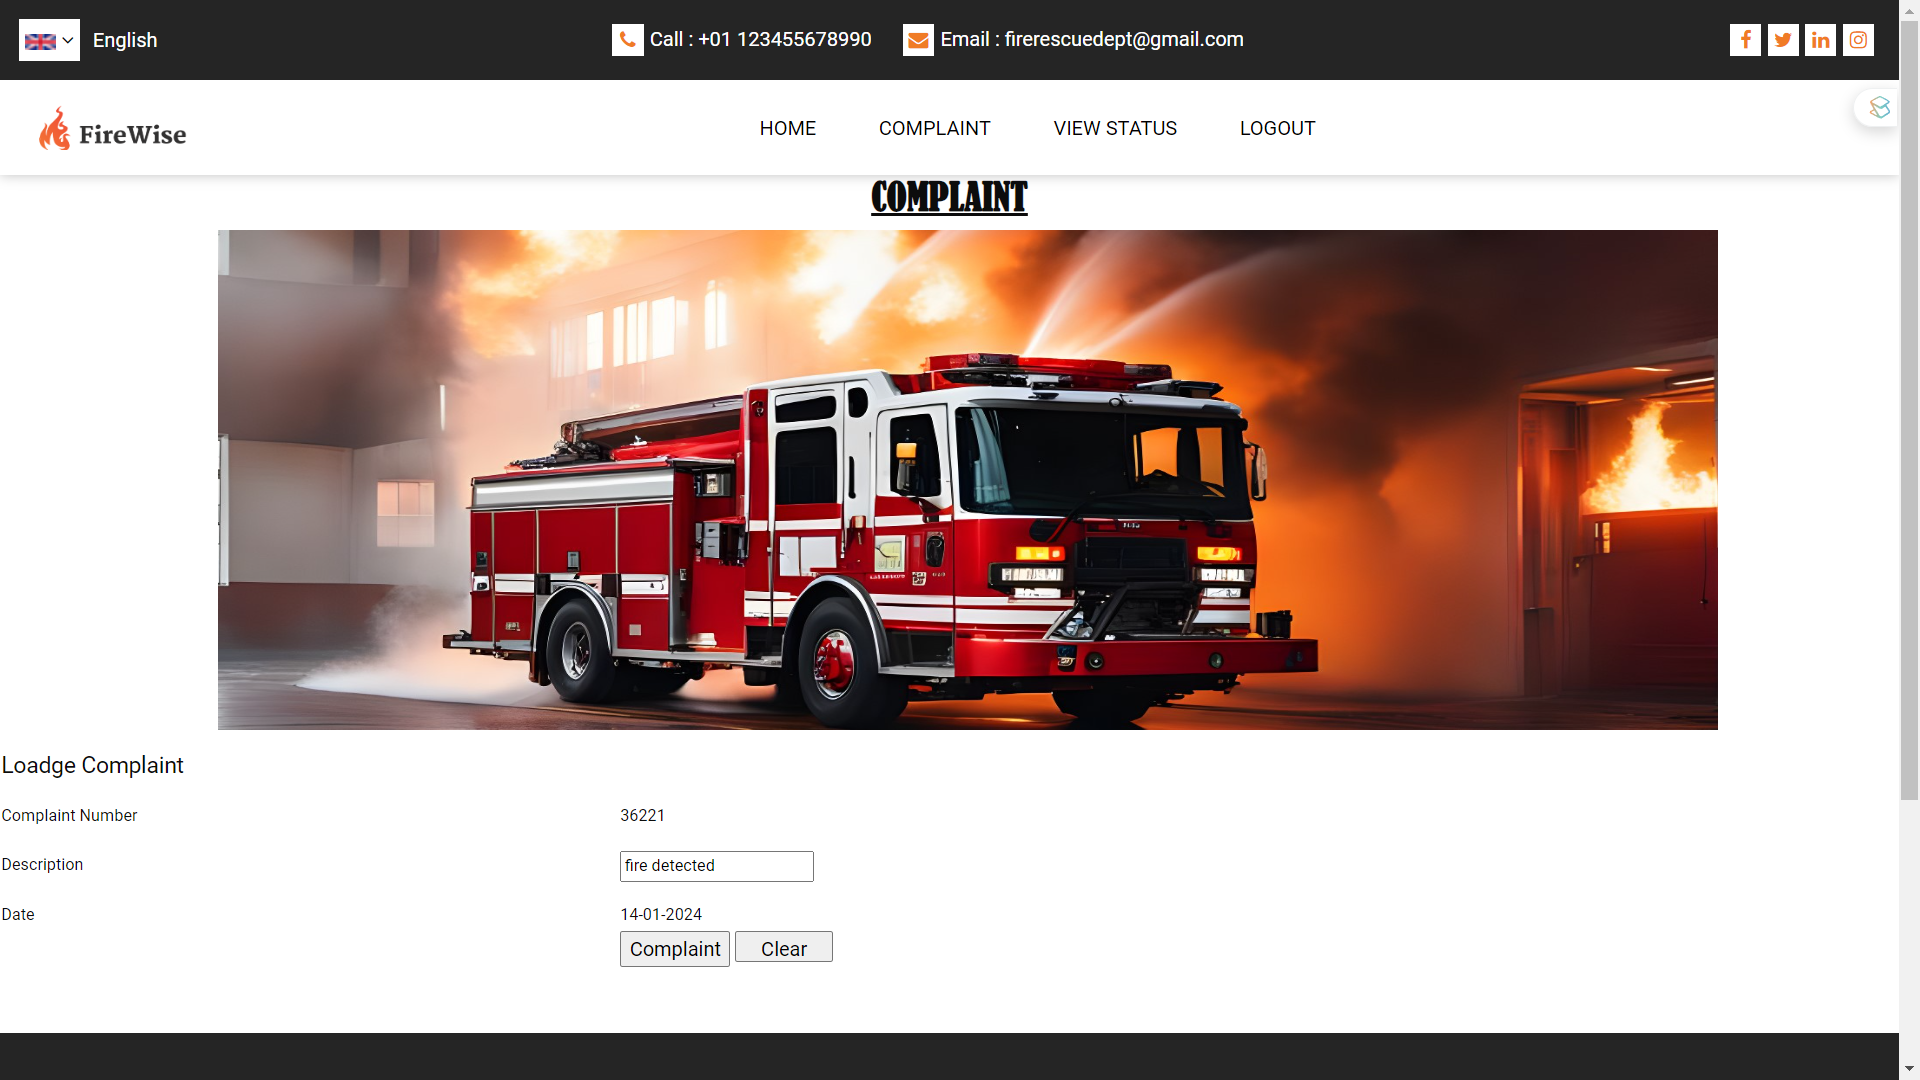 English
Call : +01 123455678990
Email : firerescuedept@gmail.com
FireWise
HOME
COMPLAINT
VIEW STATUS
LOGOUT
COMPLAINT
Loadge Complaint
Complaint Number
36221
Description
fire detected
Date
14-01-2024
Complaint
Clear